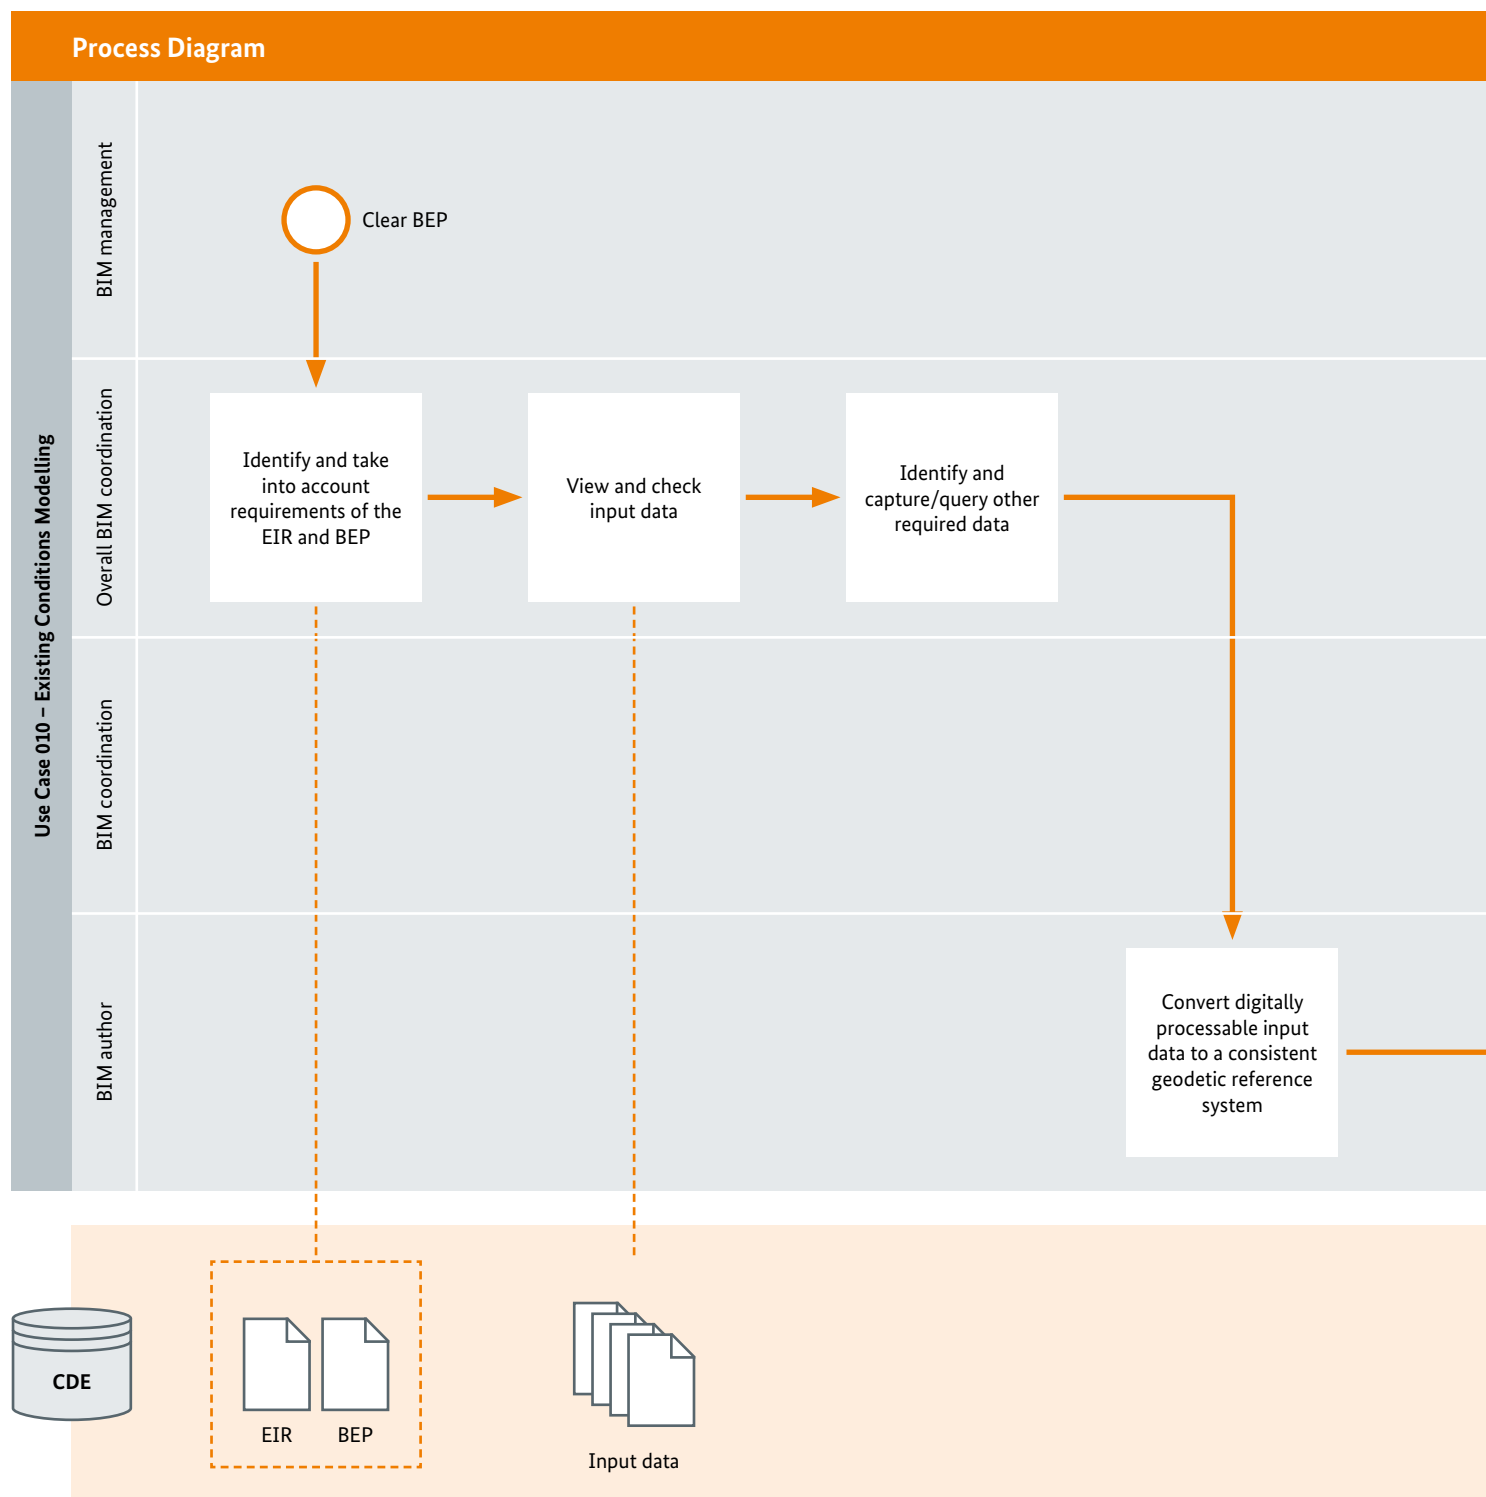 Process Diagram
Use Case 010 – Existing Conditions Modelling
BIM management
Clear BEP
Overall BIM coordination
Identify and take
into account
requirements of the
EIR and BEP
View and check
input data
Identify and
capture/query other
required data
BIM coordination
BIM author
Convert digitally
processable input
data to a consistent
geodetic reference
system
CDE
EIR
BEP
Input data